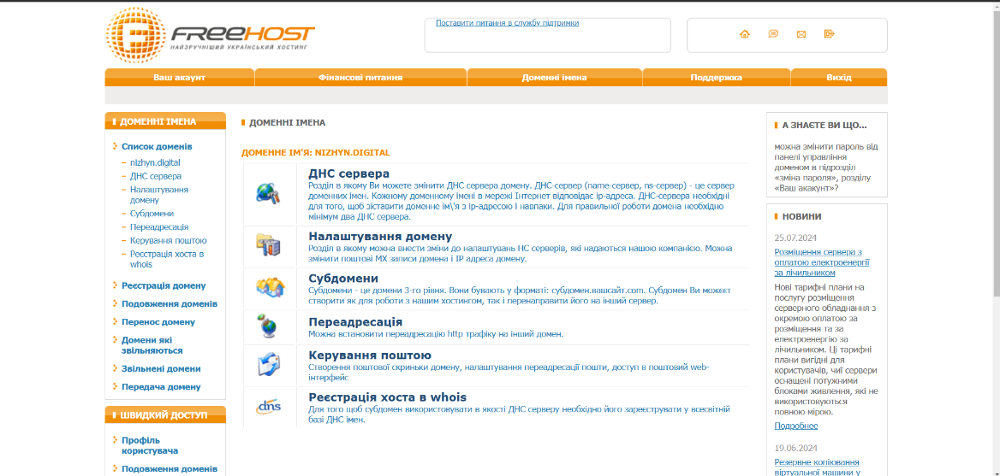 FREEHOST
НАЙЗРУЧНІШИЙ УКРАЇНСЬКИЙ ХОСТИНГ
Поставити питання в службу підтримки
Ваш акаунт
Фінансові питання
Доменні імена
Поддержка
Вихід
ДОМЕННІ ІМЕНА
Список доменів
nizhyn.digital
ДНС сервера
Налаштування
домену
Субдомени
Переадресація
Керування поштою
Реєстрація хоста в
whois
Реєстрація домену
Подовження доменів
Перенос домену
Домени які
звільняються
Звільнені домени
Передача домену
ШВИДКИЙ ДОСТУП
Профіль
користувача
Подовження доменів
ДОМЕННІ ІМЕНА
ДОМЕННЕ ІМ'Я: NIZHYN.DIGITAL
ДНС сервера
Розділ в якому Ви можете змінити ДНС сервера домену. ДНС-сервер (name-сервер, ns-сервер) - це сервер
доменних імен. Кожному доменному імені в мережі Інтернет відповідає ip-адреса. ДНС-сервера необхідні
для того, щоб зіставити доменне ім\'я з ip-адресою і навпаки. Для правильної роботи домена необхідно
мінімум два ДНС сервера.
Налаштування домену
Розділ в якому можна внести зміни до налаштувань НС серверів, які надаються нашою компанією. Можна
змінити поштові MX записи домена і IP адреса домену.
Субдомени
Субдомени - це домени 3-го рівня. Вони бувають у форматі: субдомен.вашсайт.com. Субдомен Ви можеєт
створити як для роботи з нашим хостингом, так і перенаправити його на інший сервер.
Переадресація
Можна встановити переадресацію http трафіку на інший домен.
Керування поштою
Створення поштової скриньки домену, налаштування переадресації пошти, доступ в поштовий web-
інтерфейс
dns
Реєстрація хоста в whois
Для того щоб субдомен використовувати в якості ДНС серверу необхідно його зареєструвати у всесвітній
базі ДНС імен.
А ЗНАЄТЕ ВИ ЩО...
можна змінити пароль від
панелі управління
доменом в підрозділ
«зміна пароля», розділу
«Ваш акакунт»?
НОВИНИ
25.07.2024
Розміщення сервера з
оплатою електроенергії
за лічильником
Нові тарифні плани на
послугу розміщення
серверного обладнання з
окремою оплатою за
розміщення та за
електроенергію за
лічильником. Ці тарифні
плани вигідні для
користувачів, чиї сервери
оснащені потужними
блоками живлення, які не
використовуються
повною мірою.
Подробнее
19.06.2024
Резервне копіювання
віртуальної машини у